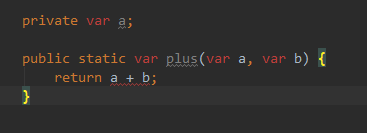 private var a;
public static var plus(var a, var b) {
return a + b;
}